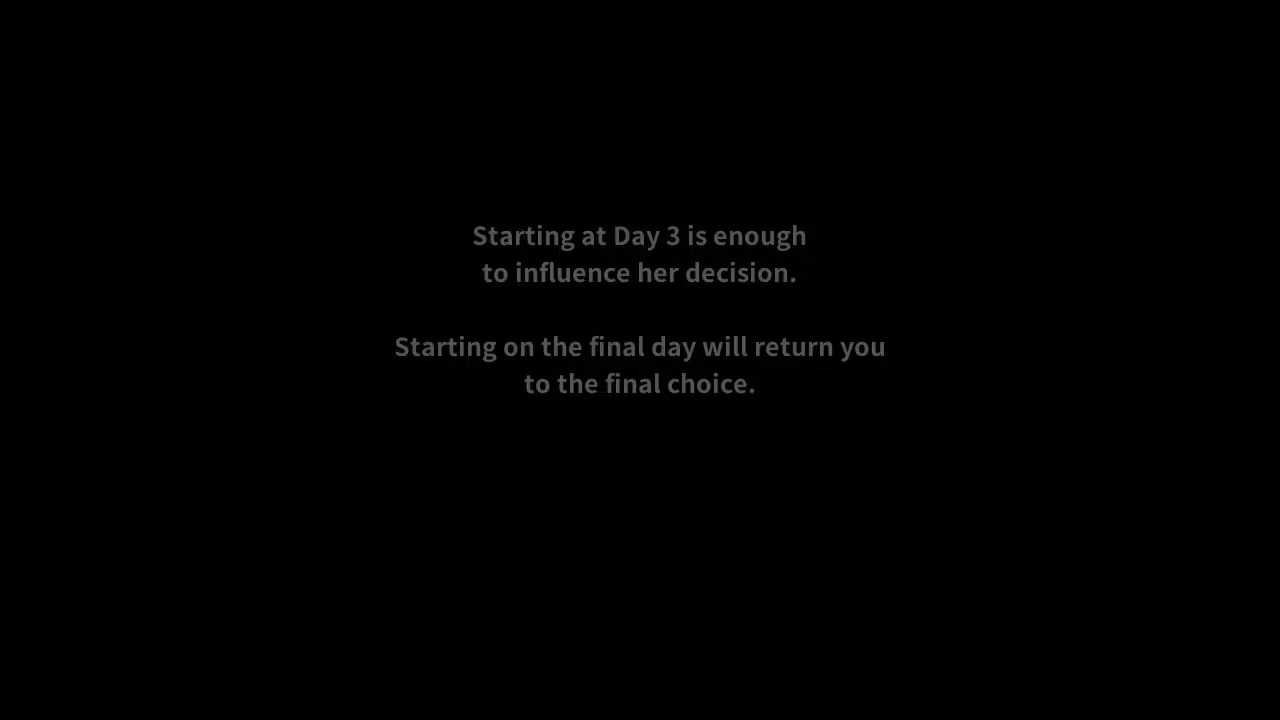 Starting at Day 3 is enough
to influence her decision.
Starting on the final day will return you
to the final choice.